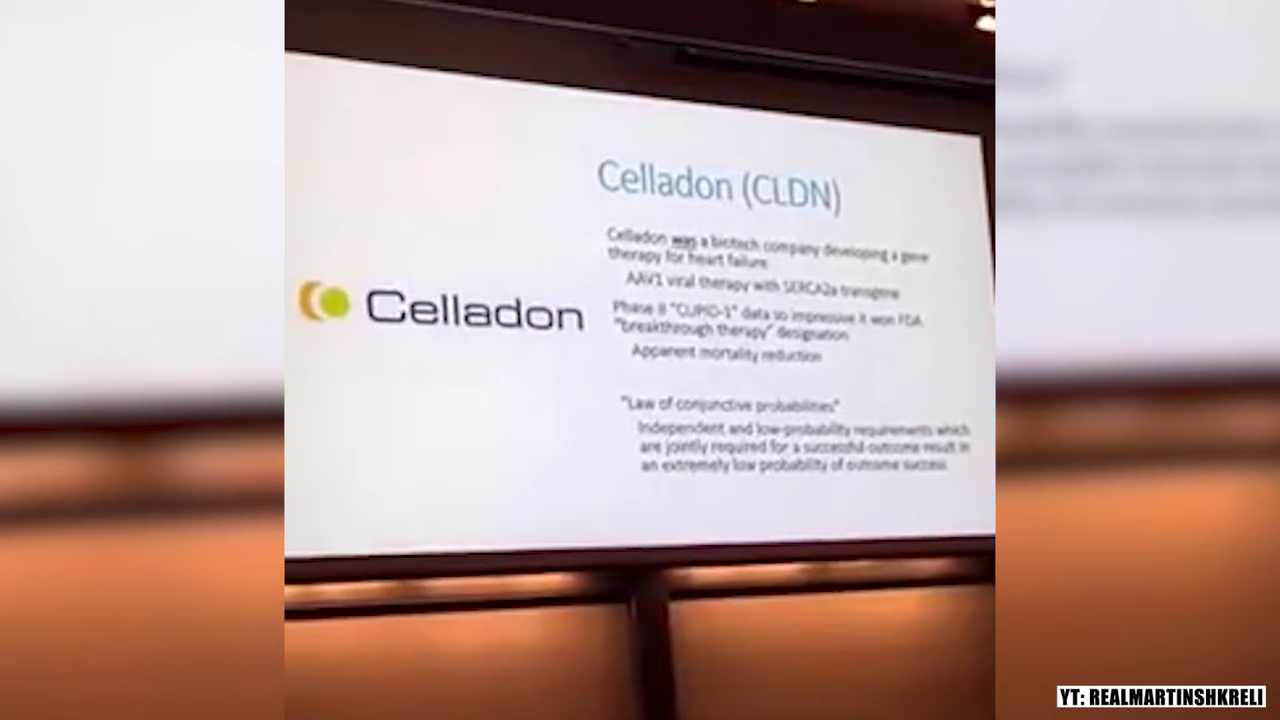 Celladon (CLDN)
Celladon was a biotech company developing a gene
therapy for heart failure
AAV1 viral therapy with SERCA2a transgene
Phase II "CUPID-1" data so impressive it won FDA
"breakthrough therapy" designation
Apparent mortality reduction
Celladon
"Law of conjunctive probabilities"
Independent and low-probability requirements which
are jointly required for a successful outcome result in
an extremely low probability of outcome success
YT: REALMARTINSHKRELI